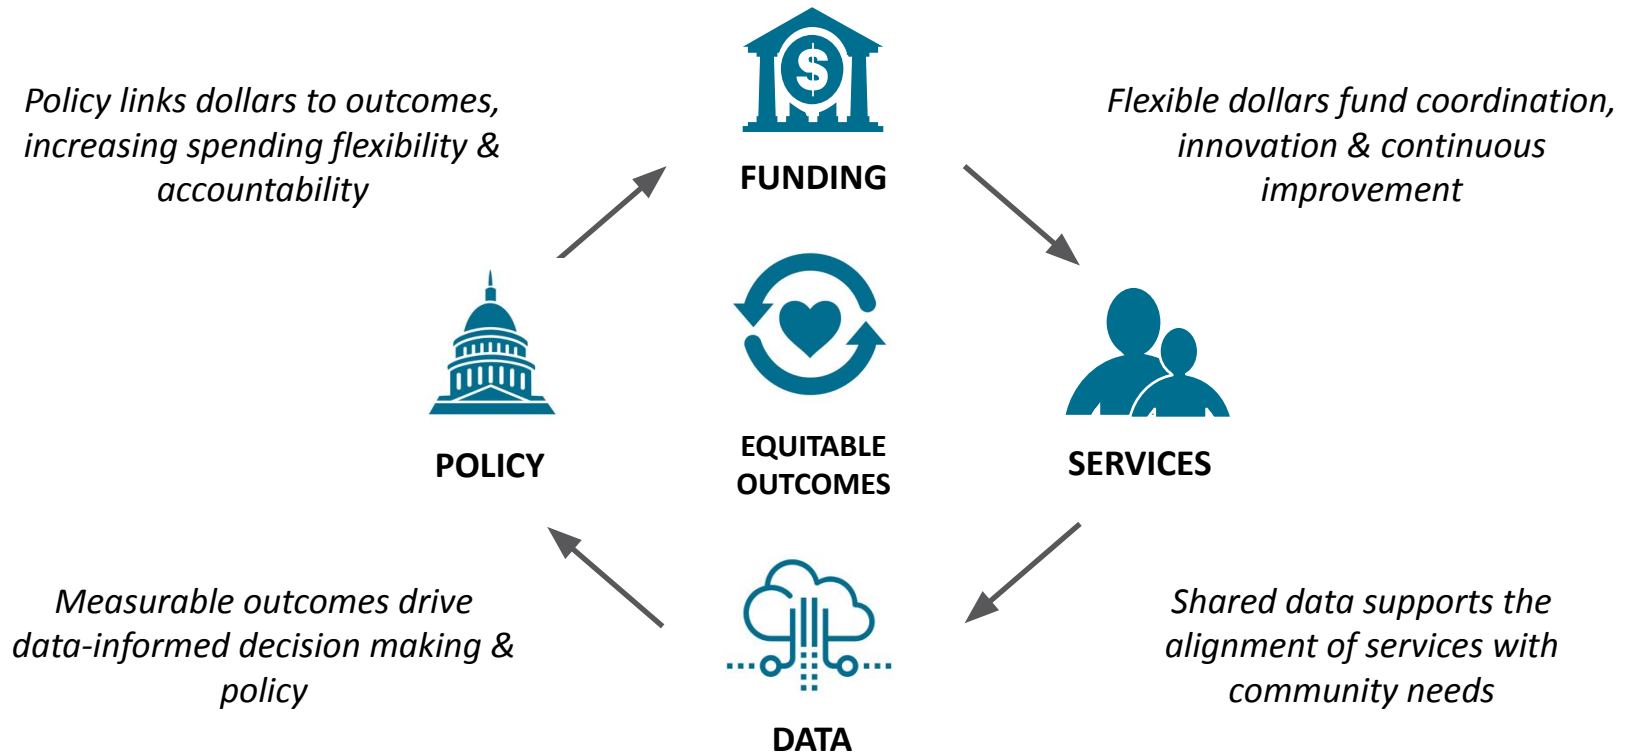 Policy links dollars to outcomes,
increasing spending flexibility &
accountability
$
FUNDING
Flexible dollars fund coordination,
innovation & continuous
improvement
POLICY
EQUITABLE
OUTCOMES
SERVICES
Measurable outcomes drive
data-informed decision making &
policy
DATA
Shared data supports the
alignment of services with
community needs